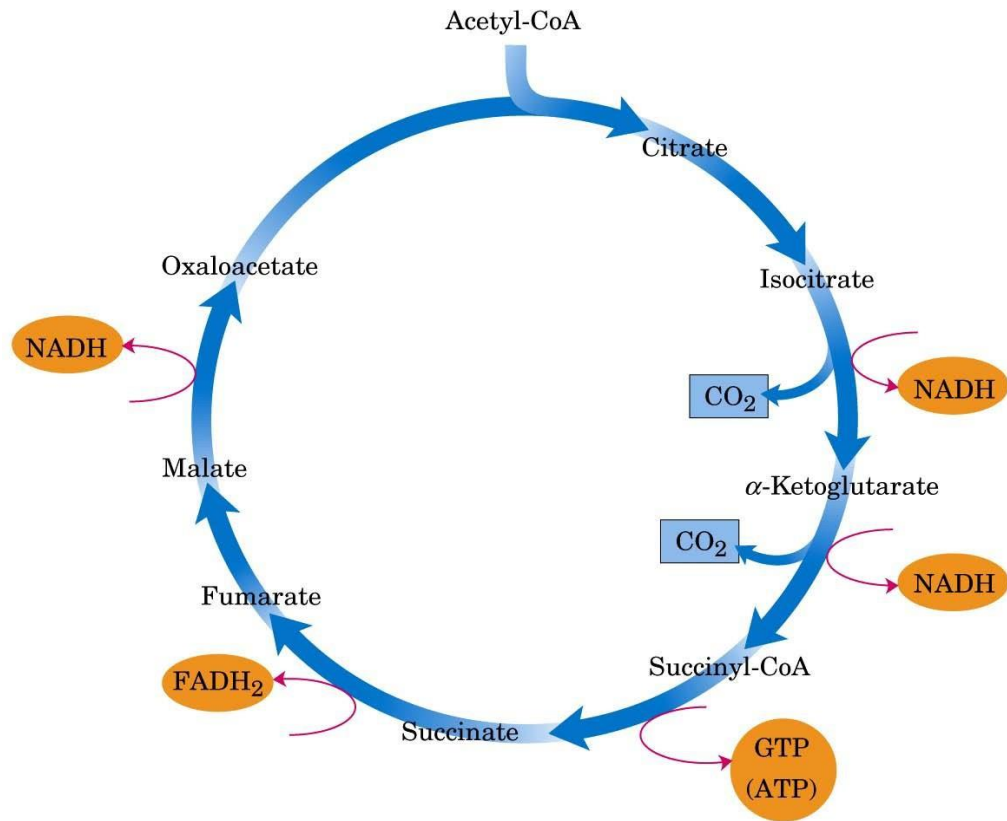 Acetyl-CoA
Citrate
Oxaloacetate
Isocitrate
NADH
CO₂
NADH
Malate
α-Ketoglutarate
CO₂
NADH
Fumarate
Succinyl-CoA
FADH₂
Succinate
GTP
(ATP)